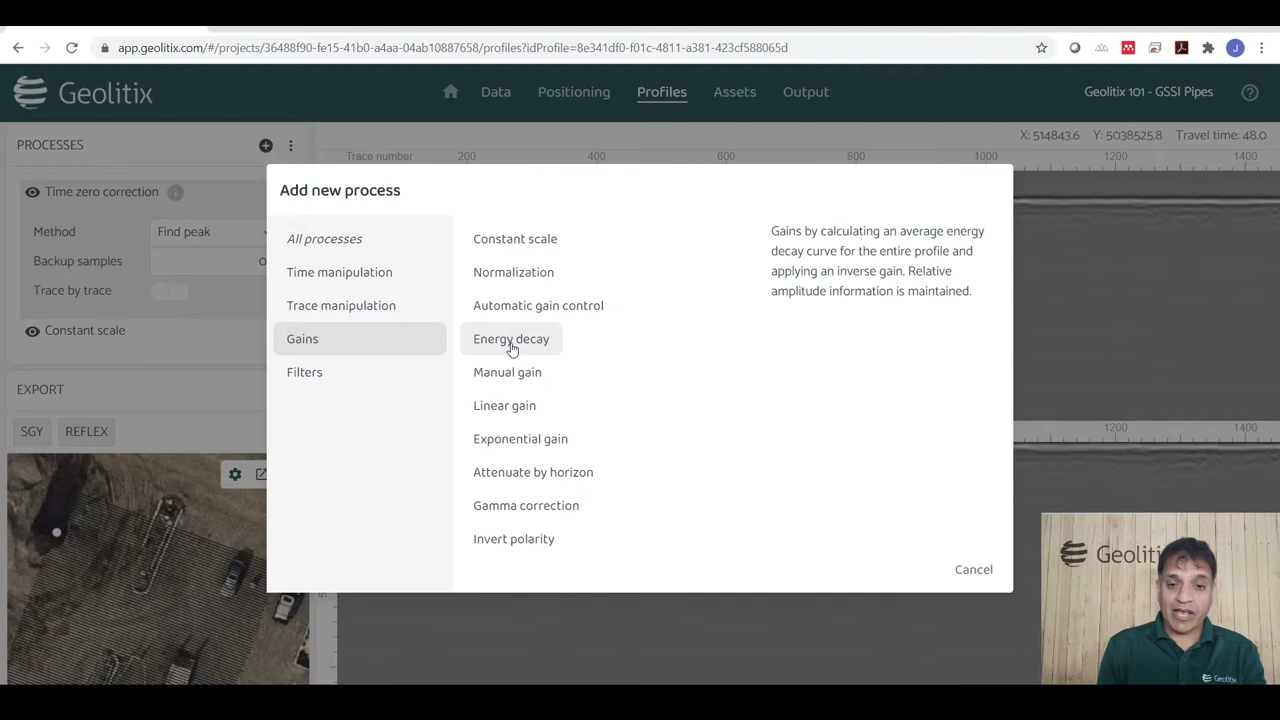 app.geolitix.com/#/projects/36488f90-fe15-41b0-a4aa-04ab10887658/profiles?idProfile=8e341df0-f01c-4811-a381-423cf588065d
J
Geolitix
Data
Positioning
Profiles
Assets
Output
Geolitix 101 - GSSI Pipes
PROCESSES
X: 514843.6 Y: 5038525.8 Travel time: 48.0
Trace number 200 400 600 800 1000 1200 1400
Time zero correction
Method Find peak
Backup samples 0
Trace by trace
Constant scale
EXPORT
SGY REFLEX
Add new process
All processes
Time manipulation
Trace manipulation
Gains
Filters
Constant scale
Normalization
Automatic gain control
Energy decay
Manual gain
Linear gain
Exponential gain
Attenuate by horizon
Gamma correction
Invert polarity
Gains by calculating an average energy
decay curve for the entire profile and
applying an inverse gain. Relative
amplitude information is maintained.
Cancel
1200 1400
Geolitix